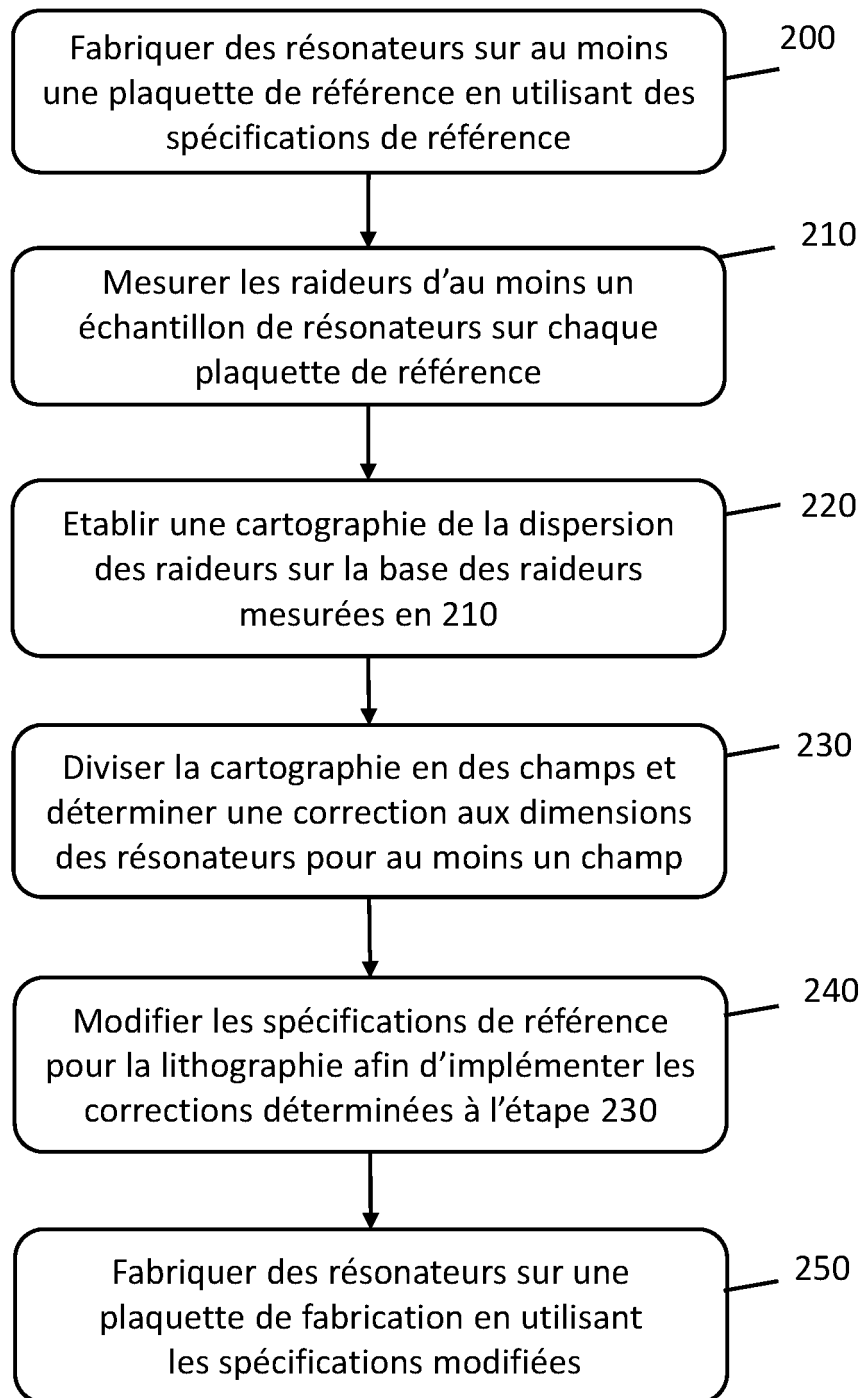 Fabriquer des résonateurs sur au moins
une plaquette de référence en utilisant des
spécifications de référence
200
Mesurer les raideurs d'au moins un
échantillon de résonateurs sur chaque
plaquette de référence
210
Etablir une cartographie de la dispersion
des raideurs sur la base des raideurs
mesurées en 210
220
Diviser la cartographie en des champs et
déterminer une correction aux dimensions
des résonateurs pour au moins un champ
230
Modifier les spécifications de référence
pour la lithographie afin d'implémenter les
corrections déterminées à l'étape 230
240
Fabriquer des résonateurs sur une
plaquette de fabrication en utilisant
les spécifications modifiées
250